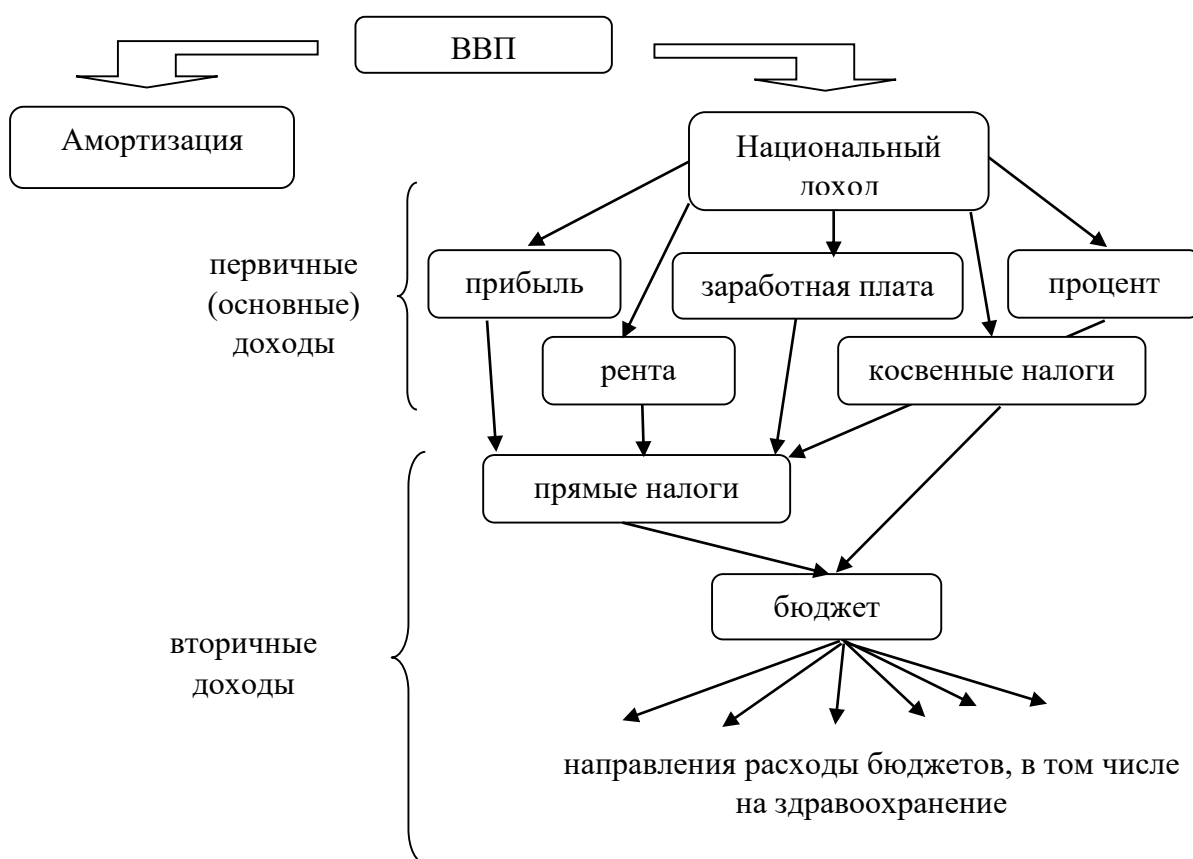 ВВП
Амортизация
Национальный
доход
первичные
(основные)
доходы
прибыль
заработная плата
процент
рента
косвенные налоги
прямые налоги
вторичные
доходы
бюджет
направления расходы бюджетов, в том числе
на здравоохранение